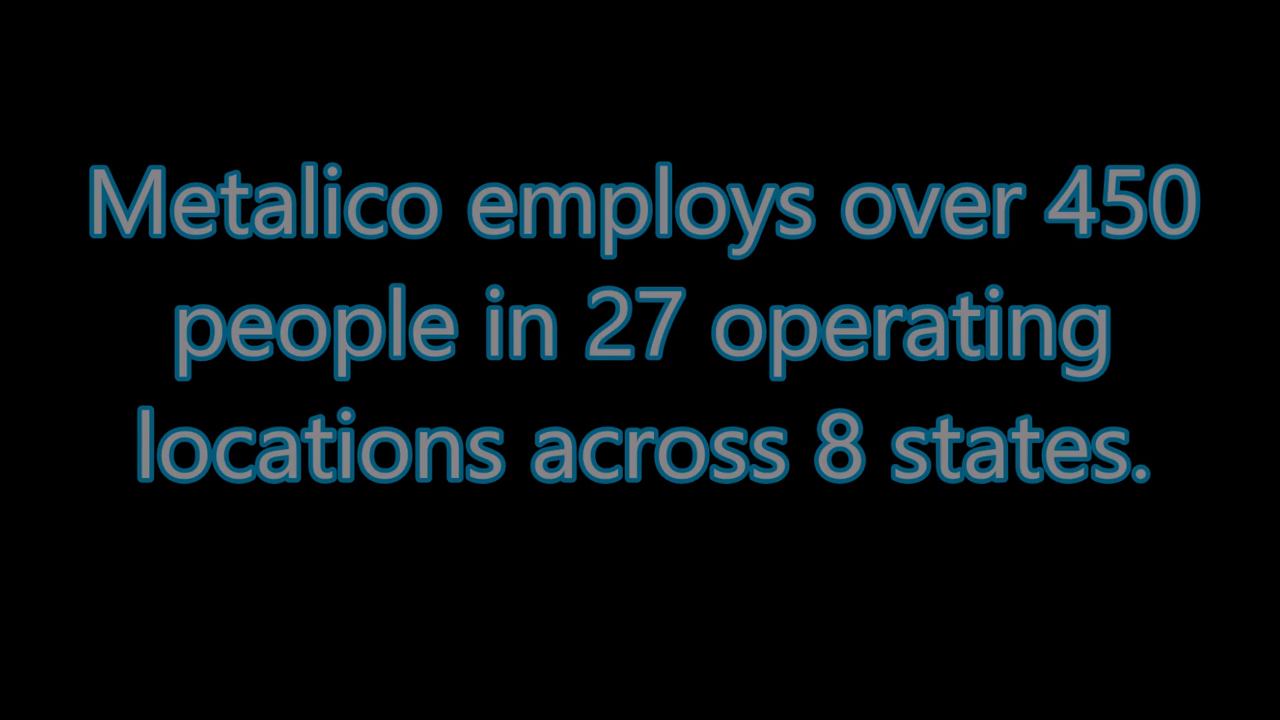 Metalico employs over 450
people in 27 operating
locations across 8 states.